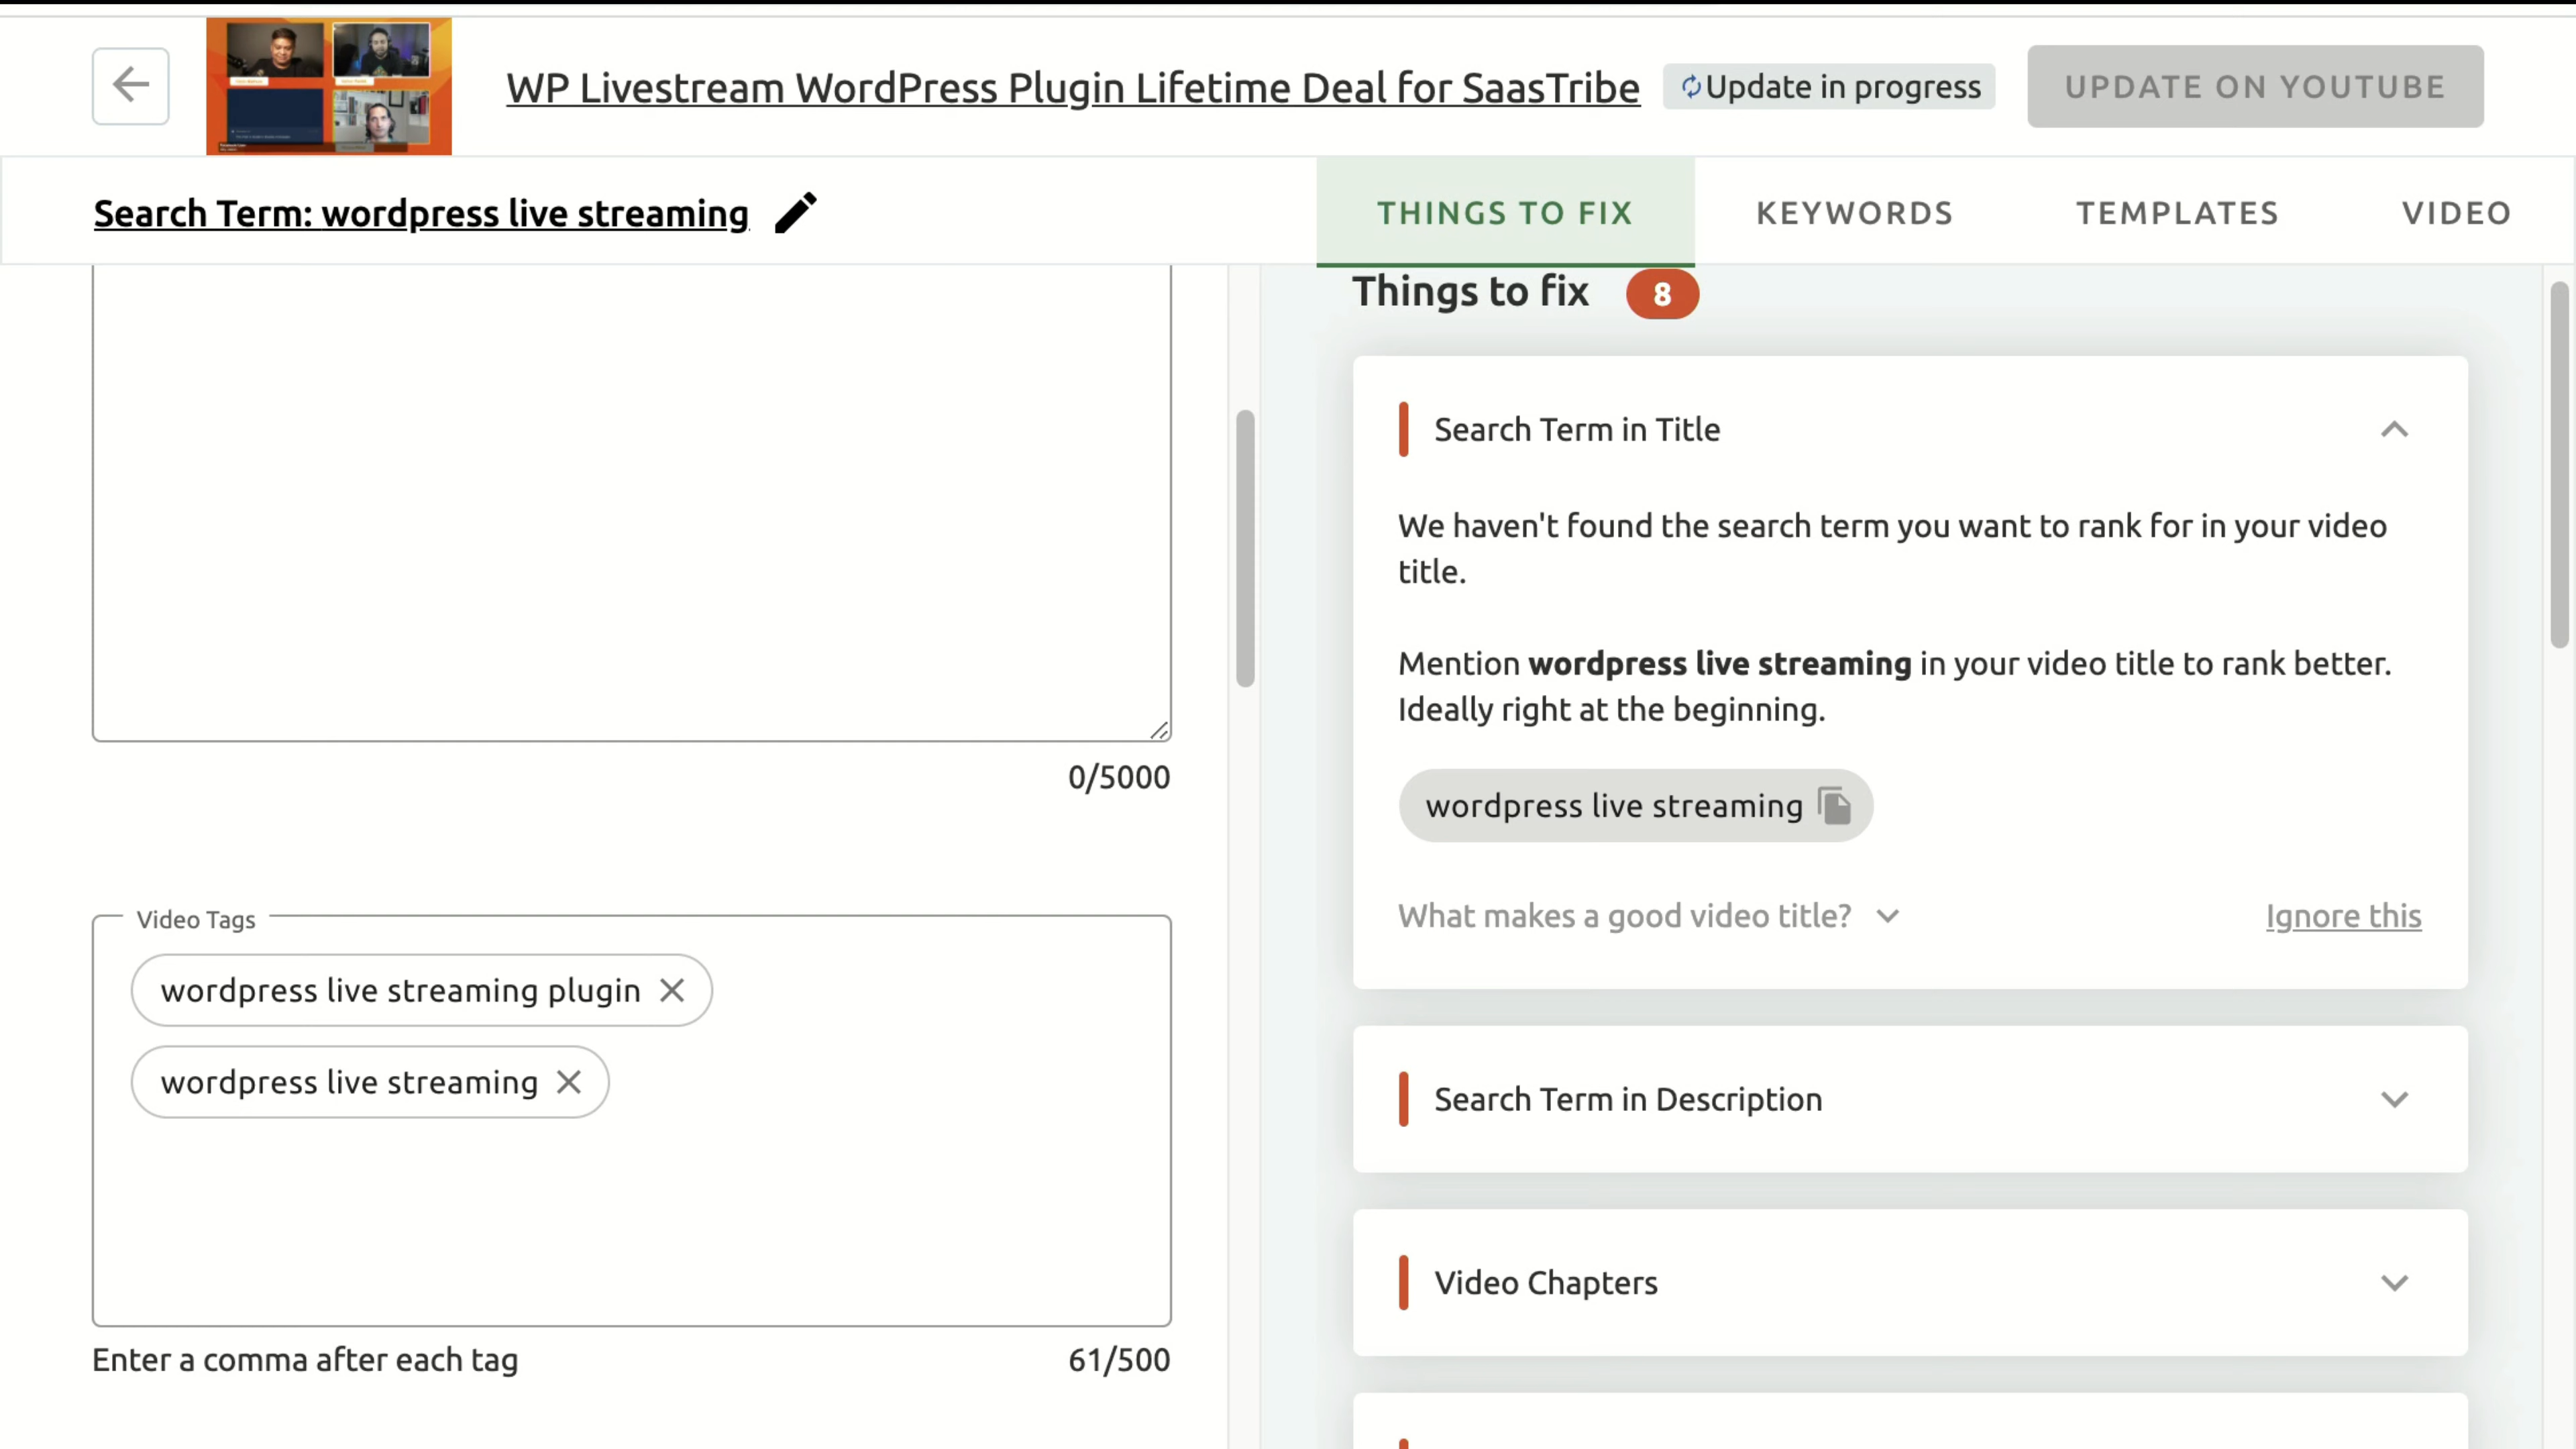 WP Livestream WordPress Plugin Lifetime Deal for SaasTribe
Update in progress
UPDATE ON YOUTUBE
Search Term: wordpress live streaming
THINGS TO FIX
KEYWORDS
TEMPLATES
VIDEO
0/5000
Video Tags
wordpress live streaming plugin
wordpress live streaming
Enter a comma after each tag
61/500
Things to fix
8
Search Term in Title
We haven't found the search term you want to rank for in your video
title.
Mention wordpress live streaming in your video title to rank better.
Ideally right at the beginning.
wordpress live streaming
What makes a good video title?
Ignore this
Search Term in Description
Video Chapters